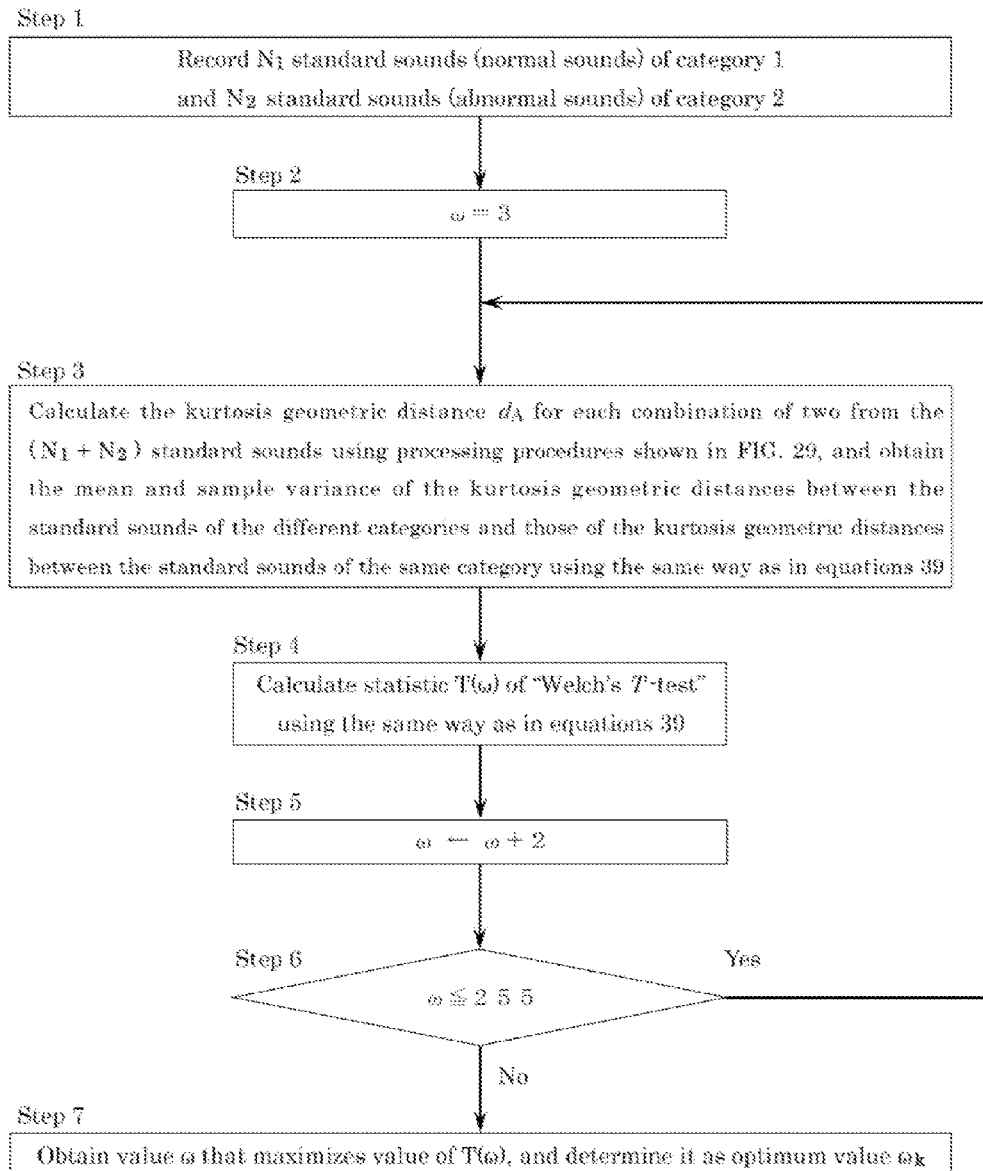 Step 1
Record N1 standard sounds (normal sounds) of category 1
and N2 standard sounds (abnormal sounds) of category 2
Step 2
ω = 3
Step 3
Calculate the kurtosis geometric distance dA for each combination of two from the
(N1 + N2) standard sounds using processing procedures shown in FIG. 29, and obtain
the mean and sample variance of the kurtosis geometric distances between the
standard sounds of the different categories and those of the kurtosis geometric distances
between the standard sounds of the same category using the same way as in equations 39
Step 4
Calculate statistic T(ω) of “Welch's T-test”
using the same way as in equations 39
Step 5
ω ← ω + 2
Step 6
Yes
ω ≦ 2 5 5
No
Step 7
Obtain value ω that maximizes value of T(ω), and determine it as optimum value ωk